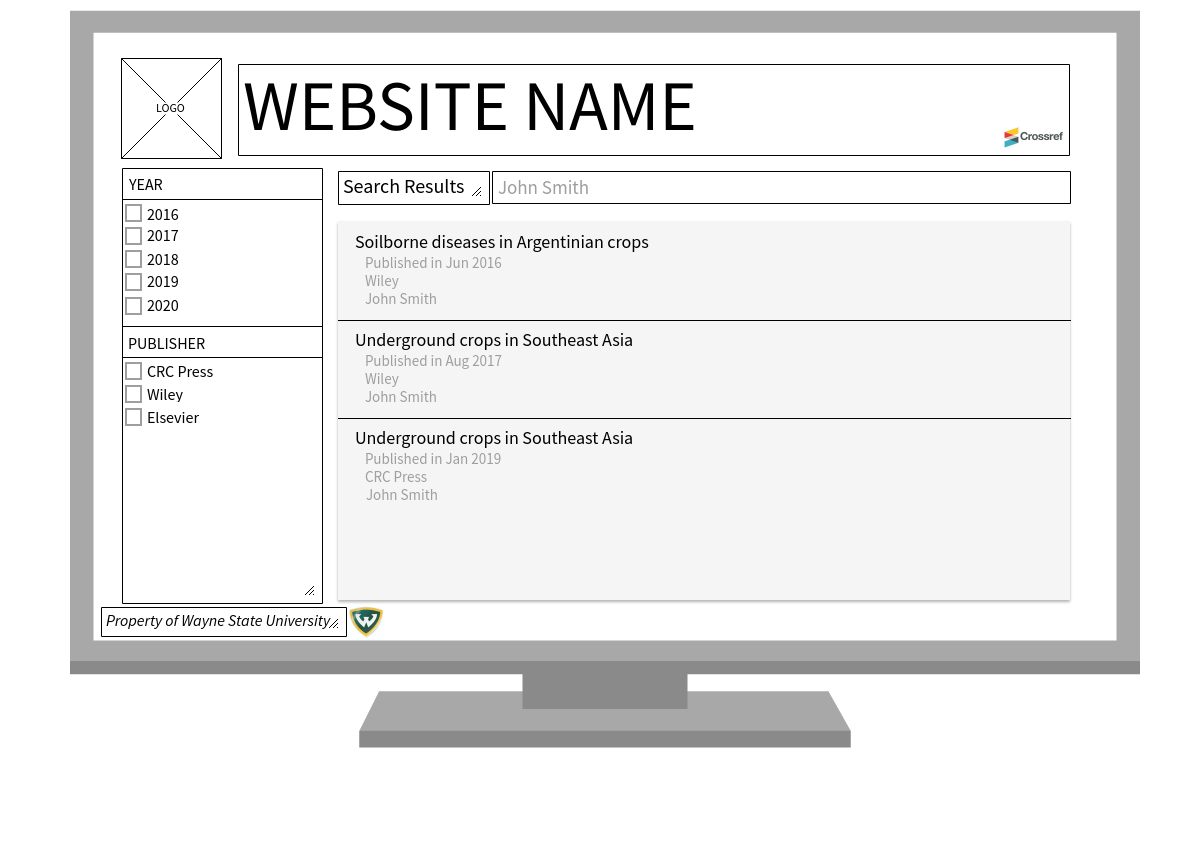 LOGO
WEBSITE NAME
Crossref
YEAR
2016
2017
2018
2019
2020
PUBLISHER
CRC Press
Wiley
Elsevier
Search Results
John Smith
Soilborne diseases in Argentinian crops
Published in Jun 2016
Wiley
John Smith
Underground crops in Southeast Asia
Published in Aug 2017
Wiley
John Smith
Underground crops in Southeast Asia
Published in Jan 2019
CRC Press
John Smith
Property of Wayne State University
W